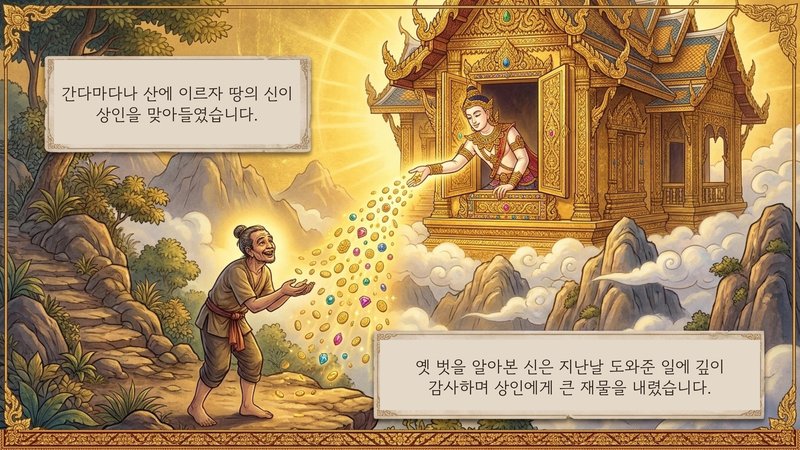 간다마다나 산에 이르자 땅의 신이
상인을 맞아들였습니다.
옛 벗을 알아본 신은 지난날 도와준 일에 깊이
감사하며 상인에게 큰 재물을 내렸습니다.